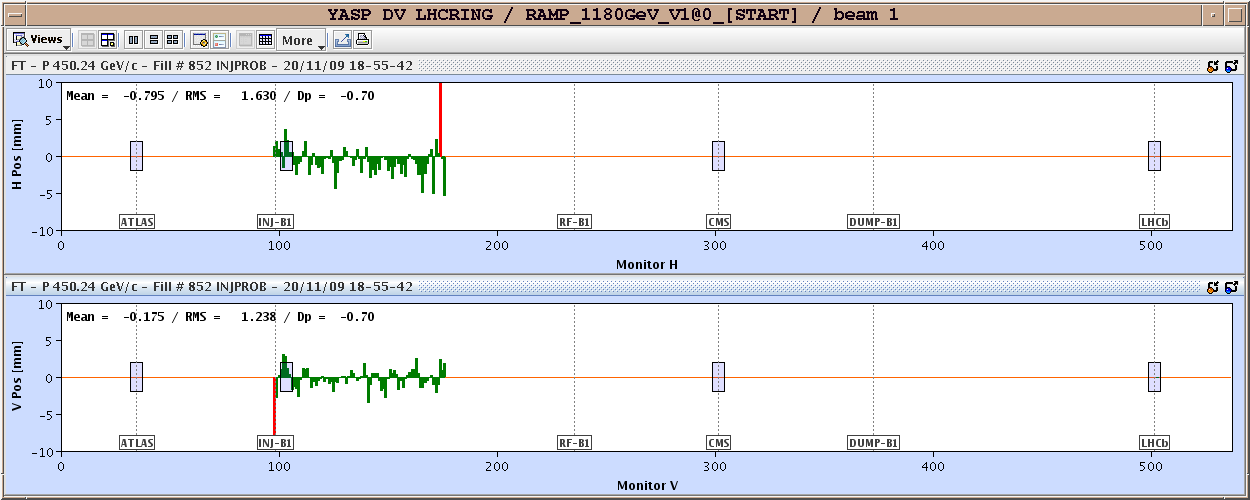 YASP DV LHCRING / RAMP_1180GeV_V1@0_[START] / beam 1
Views More
FT - P 450.24 GeV/c - Fill # 852 INJPROB - 20/11/09 18-55-42
Mean = -0.795 / RMS = 1.630 / Dp = -0.70
H Pos [mm]
10
5
0
-5
-10
ATLAS INJ-B1 RF-B1 CMS DUMP-B1 LHCb
0 100 200 300 400 500
Monitor H
FT - P 450.24 GeV/c - Fill # 852 INJPROB - 20/11/09 18-55-42
Mean = -0.175 / RMS = 1.238 / Dp = -0.70
V Pos [mm]
10
5
0
-5
-10
ATLAS INJ-B1 RF-B1 CMS DUMP-B1 LHCb
0 100 200 300 400 500
Monitor V